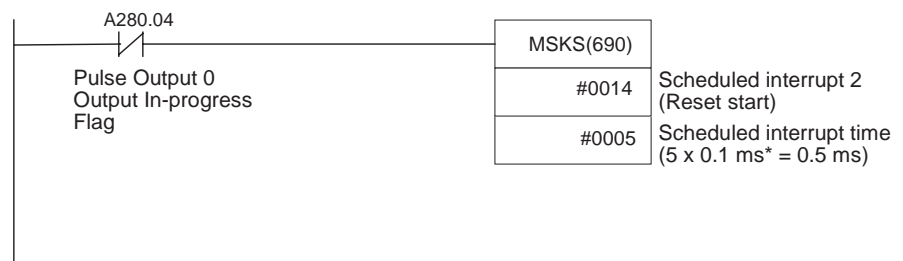 A280.04
MSKS(690)
Pulse Output 0
Output In-progress
Flag
#0014
Scheduled interrupt 2
(Reset start)
#0005
Scheduled interrupt time
(5 x 0.1 ms* = 0.5 ms)